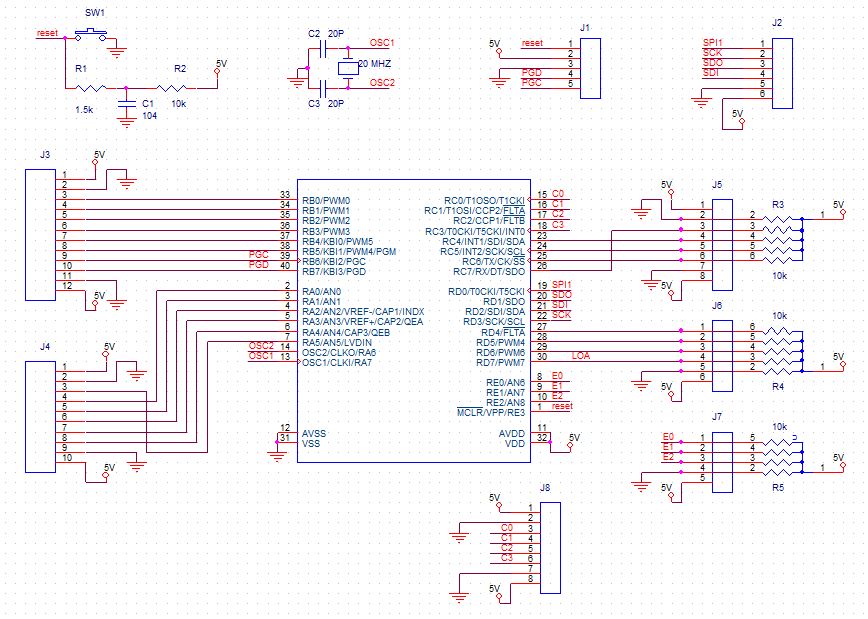 SW1
reset
R1
1.5k
C1
104
R2
10k
5V
C2 20P
OSC1
20 MHZ
OSC2
C3 20P
J1
5V
reset 1
2
3
PGD 4
PGC 5
J2
SPI1 1
SCK 2
SDO 3
SDI 4
5
6
5V
J3
5V
1
2
3
4
5
6
7
8
9
10
11
12
5V
PGC
PGD
J4
5V
1
2
3
4
5
6
7
8
9
10
5V
33 RB0/PWM0
34 RB1/PWM1
35 RB2/PWM2
36 RB3/PWM3
37 RB4/KBI0/PWM5
38 RB5/KBI1/PWM4/PGM
39 RB6/KBI2/PGC
40 RB7/KBI3/PGD
2 RA0/AN0
3 RA1/AN1
4 RA2/AN2/VREF-/CAP1/INDX
5 RA3/AN3/VREF+/CAP2/QEA
6 RA4/AN4/CAP3/QEB
7 RA5/AN5/LVDIN
OSC2 14 OSC2/CLKO/RA6
OSC1 13 OSC1/CLKI/RA7
12 AVSS
31 VSS
RC0/T1OSO/T1CKI 15 C0
RC1/T1OSI/CCP2/FLTA 16 C1
RC2/CCP1/FLTB 17 C2
RC3/T0CKI/T5CKI/INT0 18 C3
RC4/INT1/SDI/SDA 23
RC5/INT2/SCK/SCL 24
RC6/TX/CK/SS 25
RC7/RX/DT/SDO 26
RD0/T0CKI/T5CKI 19 SPI1
RD1/SDO 20 SDO
RD2/SDI/SDA 21 SDI
RD3/SCK/SCL 22 SCK
RD4/FLTA 27
RD5/PWM4 28
RD6/PWM6 29
RD7/PWM7 30 LOA
RE0/AN6 8 E0
RE1/AN7 9 E1
RE2/AN8 10 E2
MCLR/VPP/RE3 1 reset
AVDD 11
VDD 32
5V
J5
5V
1
2
3
4
5
6
7
8
5V
R3
2
3
4
5
6
1
5V
10k
J6
1
2
3
4
5
6
5V
10k
6
5
4
3
2
1
5V
R4
J7
E0 1
E1 2
E2 3
4
5
5V
10k
5
4
3
2
1
5V
R5
J8
5V
1
2
C0 3
C1 4
C2 5
C3 6
7
8
5V